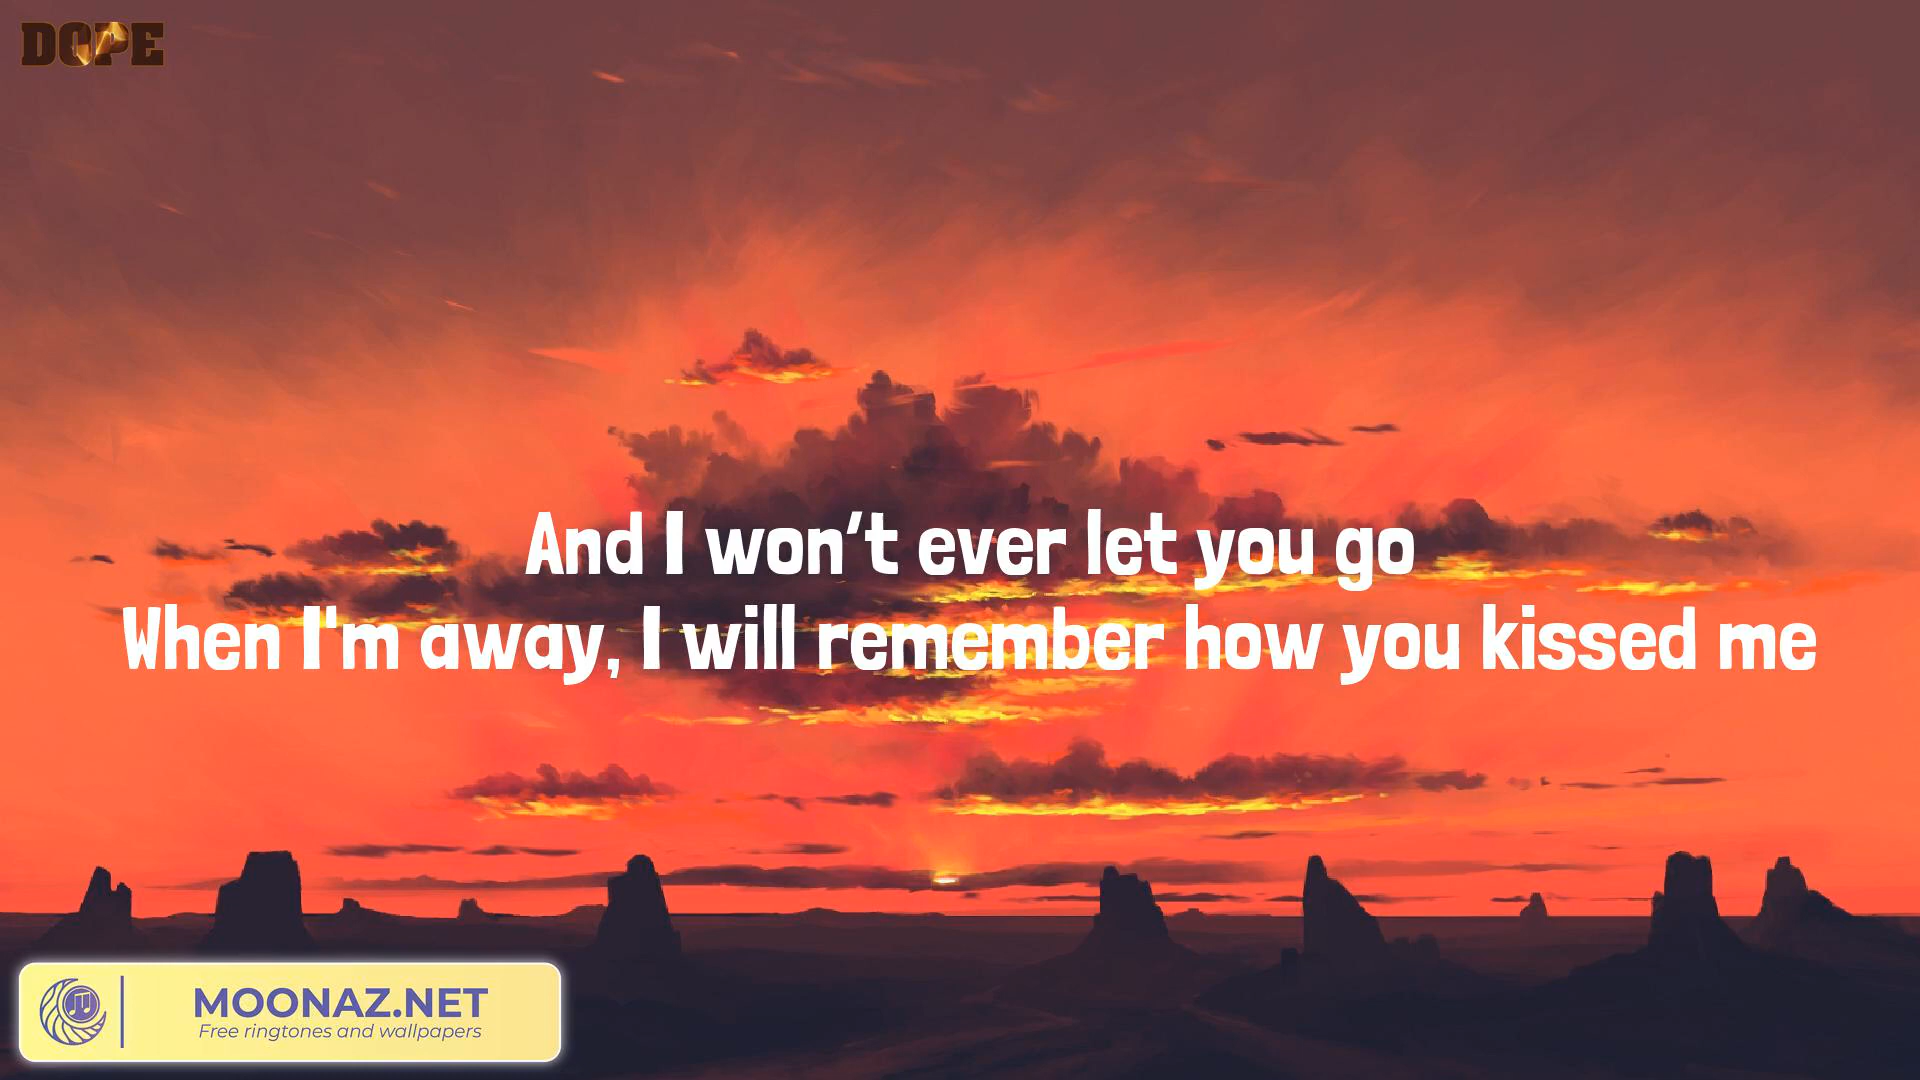 DOPE
And I won’t ever let you go
When I'm away, I will remember how you kissed me
MOONAZ.NET
Free ringtones and wallpapers